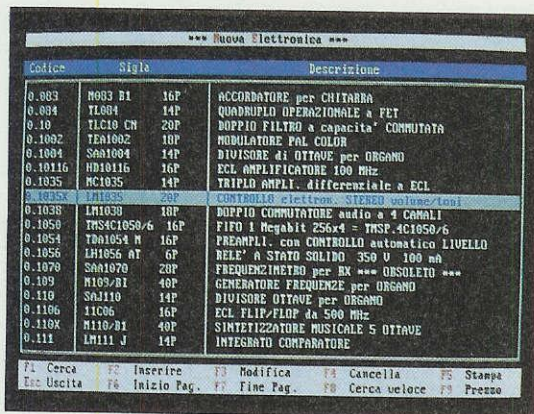 *** Nuova Elettronica ***
Codice Sigla Descrizione
0.083 M083 B1 16P ACCORDATORE per CHITARRA
0.084 TL084 14P QUADRUPLO OPERAZIONALE a FET
0.10 TLC10 CN 20P DOPPIO FILTRO a capacita' COMMUTATA
0.1002 TEA1002 18P MODULATORE PAL COLOR
0.1004 SAA1004 14P DIVISORE di OTTAVE per ORGANO
0.10116 HD10116 16P ECL AMPLIFICATORE 100 MHz
0.1035 MC1035 14P TRIPLO AMPLI. differenziale a ECL
0.1035X LM1035 20P CONTROLLO elettron. STEREO volume/toni
0.1038 LM1038 18P DOPPIO COMMUTATORE audio a 4 CANALI
0.1050 TMS4C1050/6 16P FIFO 1 Megabit 256x4 = TMSP.4C1050/6
0.1054 TDA1054 M 16P PREAMPLI. con CONTROLLO automatico LIVELLO
0.1056 LH1056 AT 6P RELE' A STATO SOLIDO 350 V 100 mA
0.1070 SAA1070 28P FREQUENZIMETRO per RX *** OBSOLETO ***
0.109 M109/B1 40P GENERATORE FREQUENZE per ORGANO
0.110 SAJ110 14P DIVISORE OTTAVE per ORGANO
0.1106 11C06 16P ECL FLIP/FLOP da 500 MHz
0.110X M110/B1 40P SINTETIZZATORE MUSICALE 5 OTTAVE
0.111 LM111 J 14P INTEGRATO COMPARATORE
F1 Cerca F2 Inserire F3 Modifica F4 Cancella F5 Stampa
Esc Uscita F6 Inizio Pag. F7 Fine Pag. F8 Cerca veloce F9 Prezzo